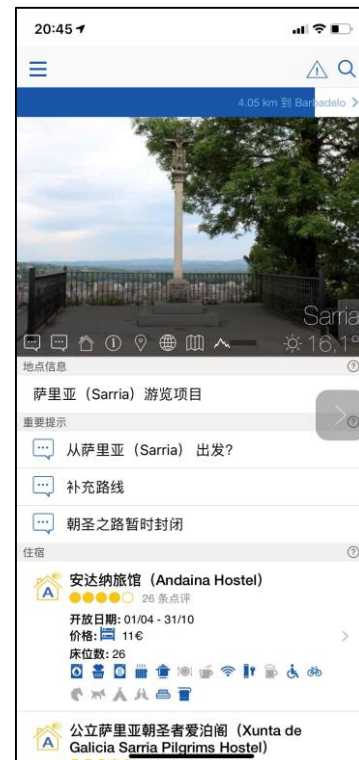 20:45
4.05 km 到 Barbadelo
Sarria
16,1°
地点信息
萨里亚（Sarria）游览项目
重要提示
从萨里亚（Sarria） 出发?
补充路线
朝圣之路暂时封闭
住宿
安达纳旅馆（Andaina Hostel）
26 条点评
开放日期: 01/04 - 31/10
价格: 11€
床位数: 26
公立萨里亚朝圣者爱泊阁（Xunta de
Galicia Sarria Pilgrims Hostel）